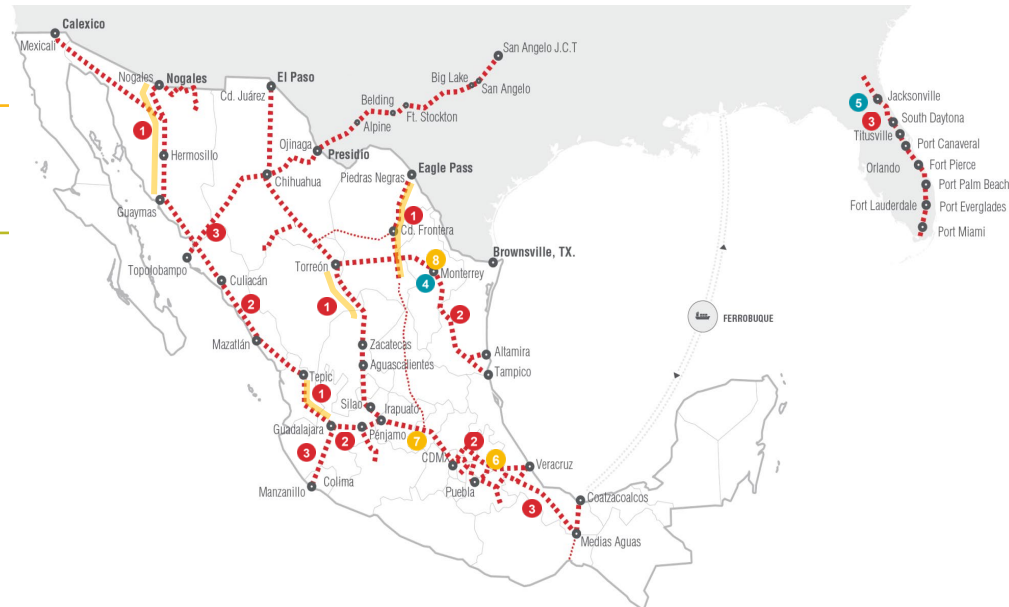 Calexico
Mexicali
San Angelo J.C.T
Nogales
Nogales
El Paso
Big Lake
San Angelo
Cd. Juárez
Belding
Jacksonville
5
Ft. Stockton
South Daytona
3
1
Alpine
Titusville
Port Canaveral
Ojinaga
Hermosillo
Presidio
Eagle Pass
Orlando
Fort Pierce
Chihuahua
Piedras Negras
Port Palm Beach
Guaymas
1
Fort Lauderdale
Port Everglades
3
Cd. Frontera
Port Miami
Brownsville, TX.
Topolobampo
Torreón
8
Monterrey
Culiacán
4
2
1
2
FERROBUQUE
Mazatlán
Zacatecas
Altamira
Aguascalientes
Tampico
Tepic
1
Silao
Irapuato
Guadalajara
2
Pénjamo
7
2
3
CDMX
6
Veracruz
Colima
Puebla
Manzanillo
Coatzacoalcos
3
Medias Aguas